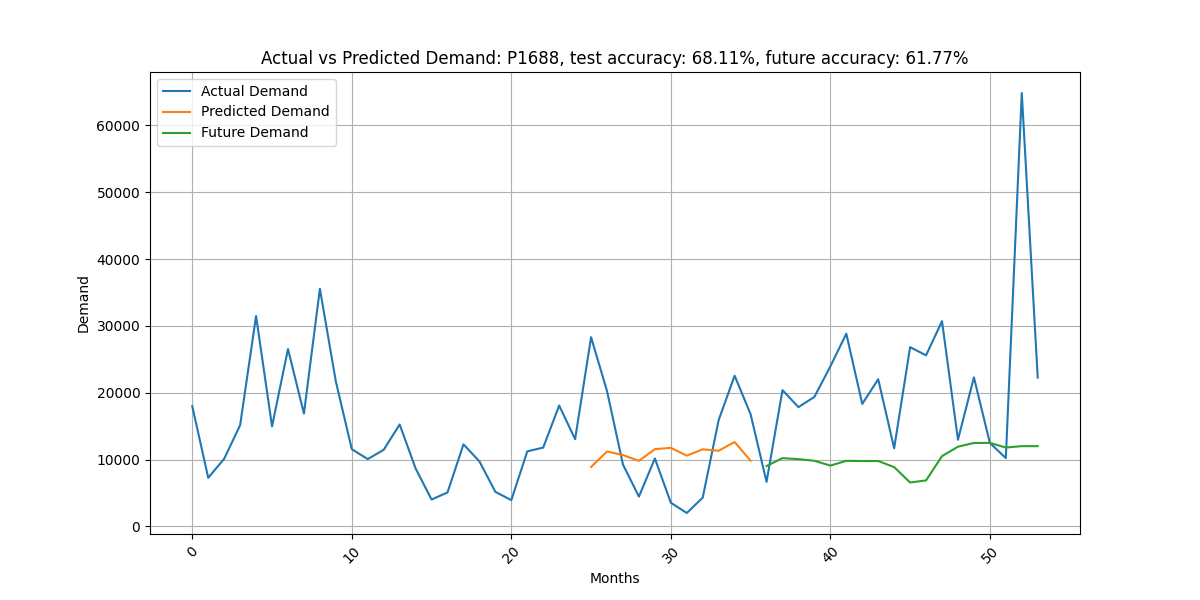 Actual vs Predicted Demand: P1688, test accuracy: 68.11%, future accuracy: 61.77%
Actual Demand
Predicted Demand
Future Demand
60000
50000
40000
30000
20000
10000
0
Demand
0 10 20 30 40 50
Months